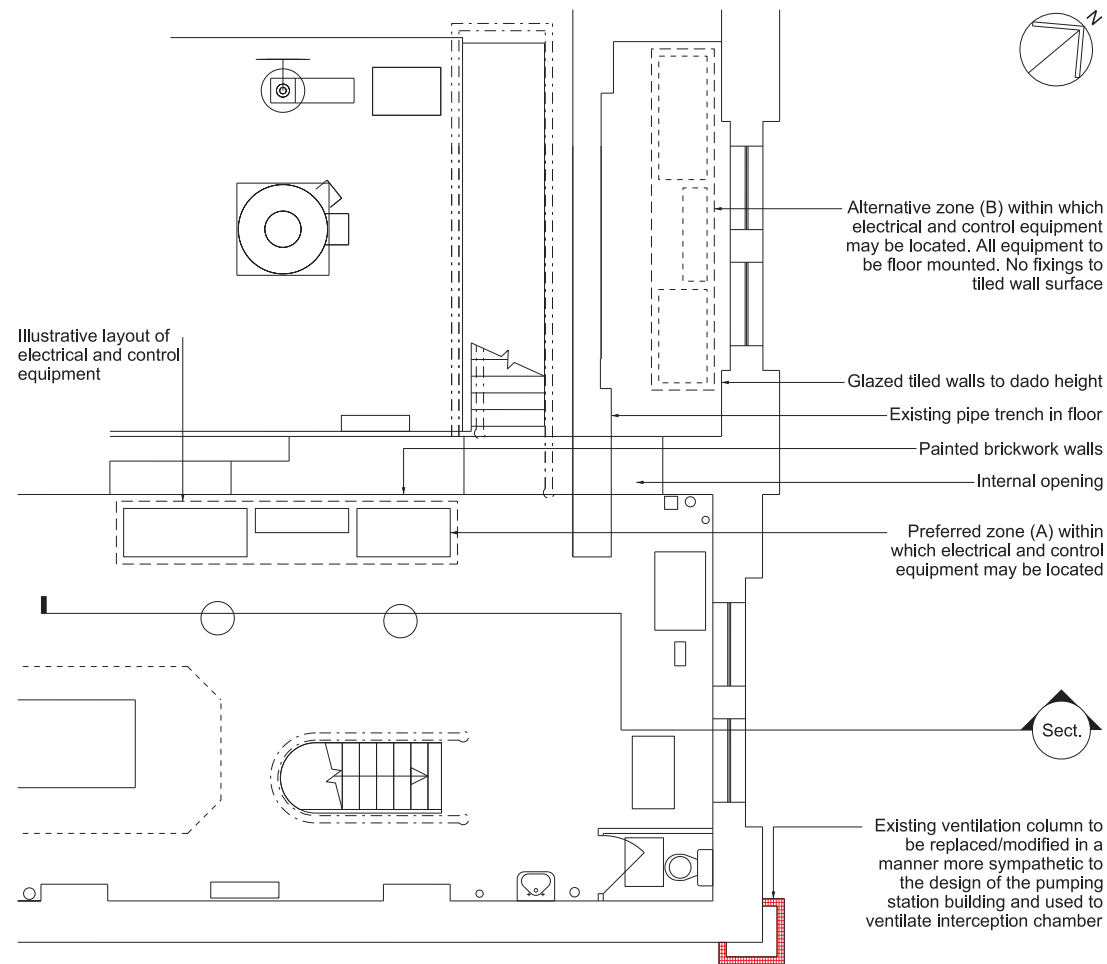 N
Alternative zone (B) within which
electrical and control equipment
may be located. All equipment to
be floor mounted. No fixings to
tiled wall surface
Illustrative layout of
electrical and control
equipment
Glazed tiled walls to dado height
Existing pipe trench in floor
Painted brickwork walls
Internal opening
Preferred zone (A) within
which electrical and control
equipment may be located
Sect.
Existing ventilation column to
be replaced/modified in a
manner more sympathetic to
the design of the pumping
station building and used to
ventilate interception chamber